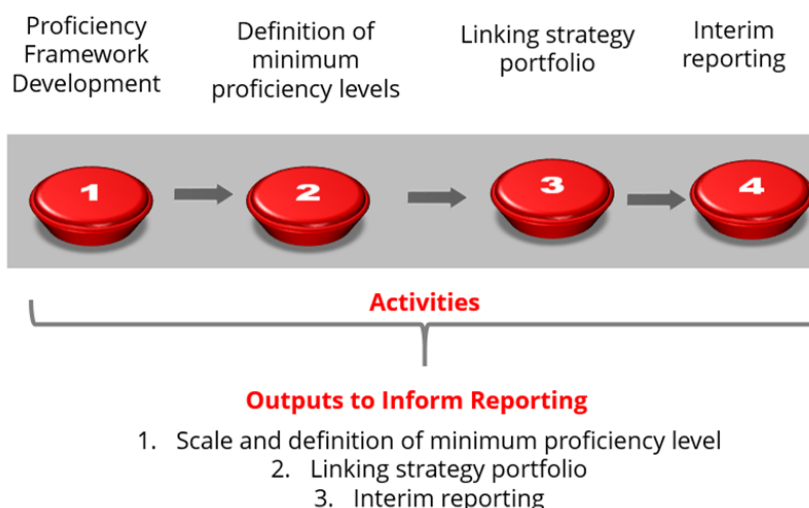 Proficiency
Framework
Development
Definition of
minimum
proficiency levels
Linking strategy
portfolio
Interim
reporting
1
2
3
4
Activities
Outputs to Inform Reporting
1. Scale and definition of minimum proficiency level
2. Linking strategy portfolio
3. Interim reporting